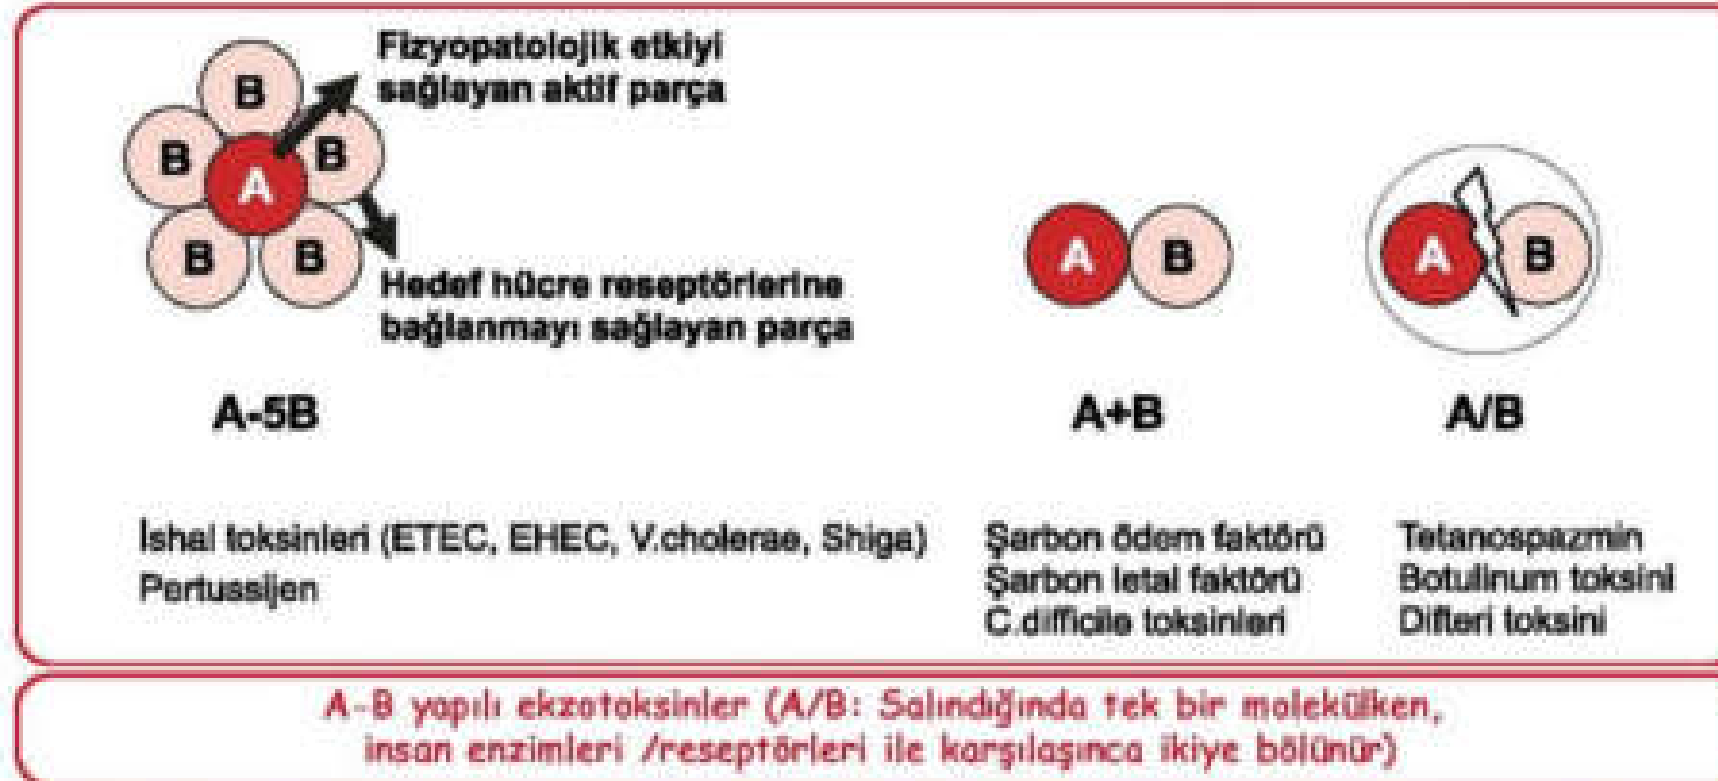 Fizyopatolojik etkiyi
sağlayan aktif parça
B
B
B
A
B
B
Hedef hücre reseptörlerine
bağlanmayı sağlayan parça
A
B
A
B
A-5B
A+B
A/B
İshal toksinleri (ETEC, EHEC, V.cholerae, Shiga)
Pertussijen
Şarbon ödem faktörü
Şarbon letal faktörü
C.difficile toksinleri
Tetanospazmin
Botulinum toksini
Difteri toksini
A-B yapılı ekzotoksinler (A/B: Salındığında tek bir molekülken,
insan enzimleri /reseptörleri ile karşılaşınca ikiye bölünür)